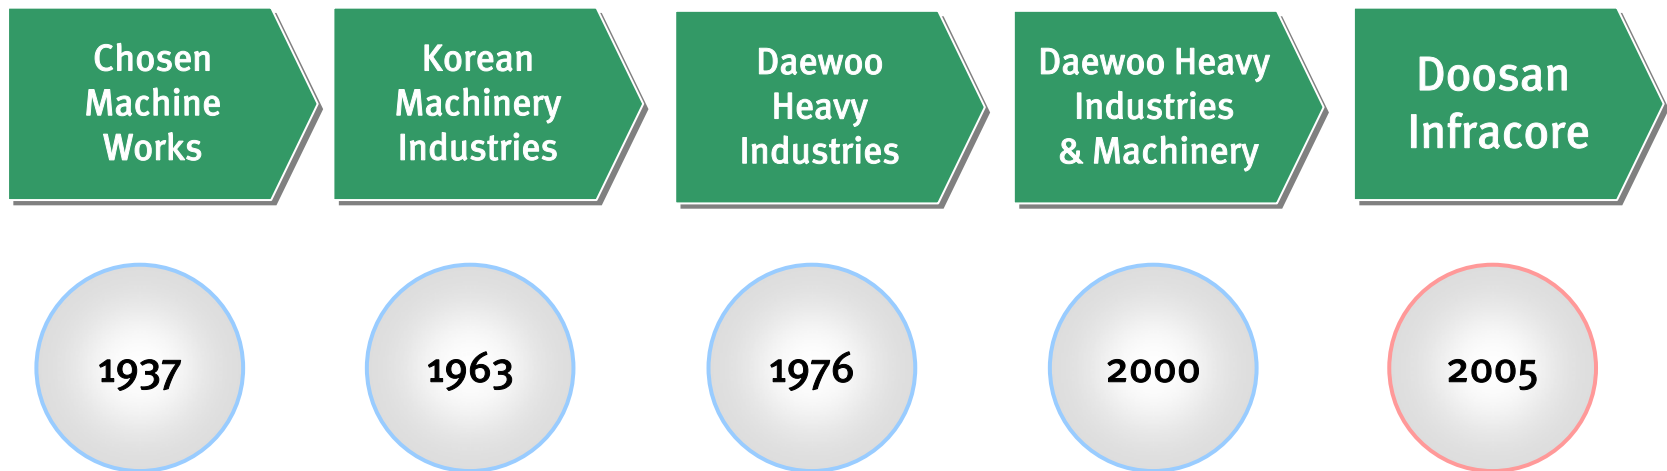 Chosen
Machine
Works
Korean
Machinery
Industries
Daewoo
Heavy
Industries
Daewoo Heavy
Industries
& Machinery
Doosan
Infracore
1937
1963
1976
2000
2005